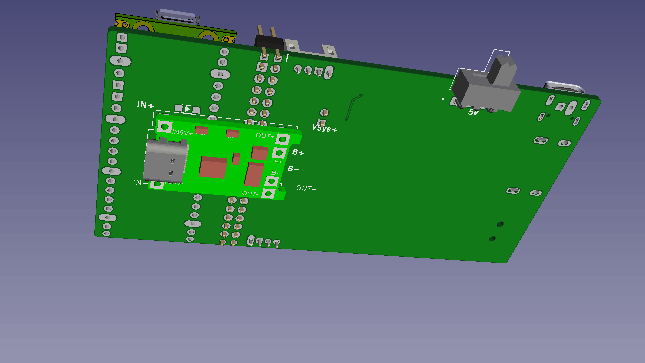 IN+
OUT-
Vsys+
5v
B+
B-
IN-
OUT-